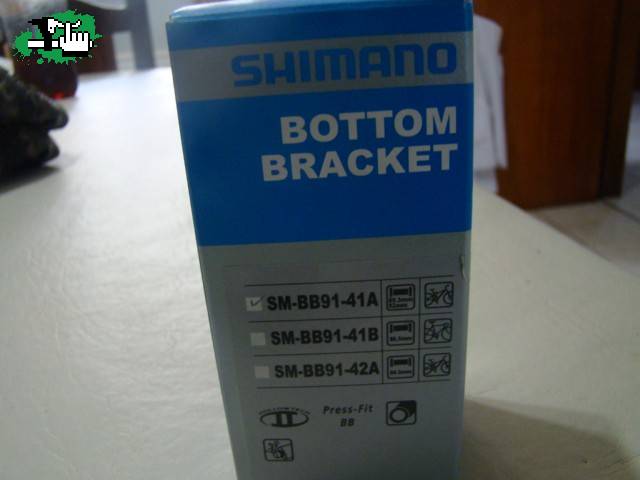 SHIMANO
BOTTOM
BRACKET
SM-BB91-41A
SM-BB91-41B
SM-BB91-42A
Press-Fit
BB